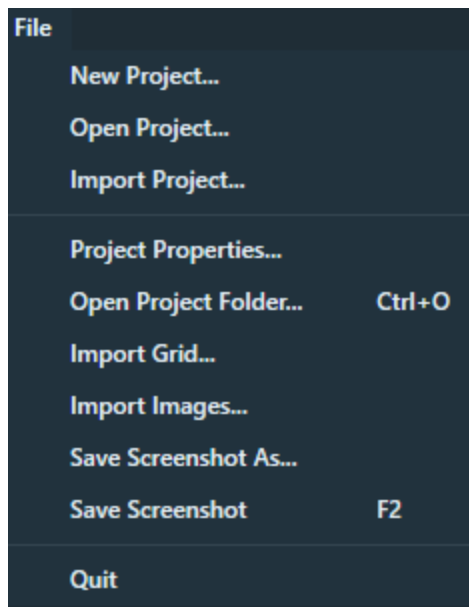 File
New Project...
Open Project...
Import Project...
Project Properties...
Open Project Folder... Ctrl+O
Import Grid...
Import Images...
Save Screenshot As...
Save Screenshot F2
Quit